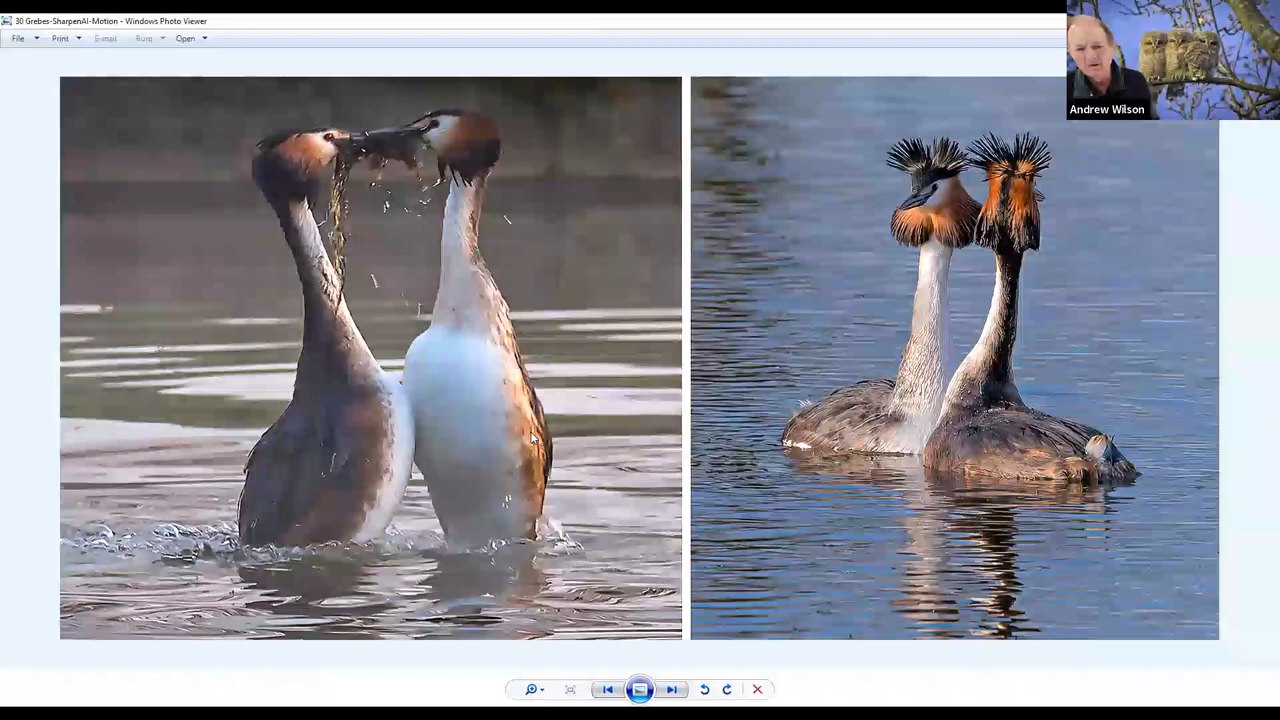 30 Grebes-SharpenAI-Motion - Windows Photo Viewer
File Print E-mail Burn Open
Andrew Wilson